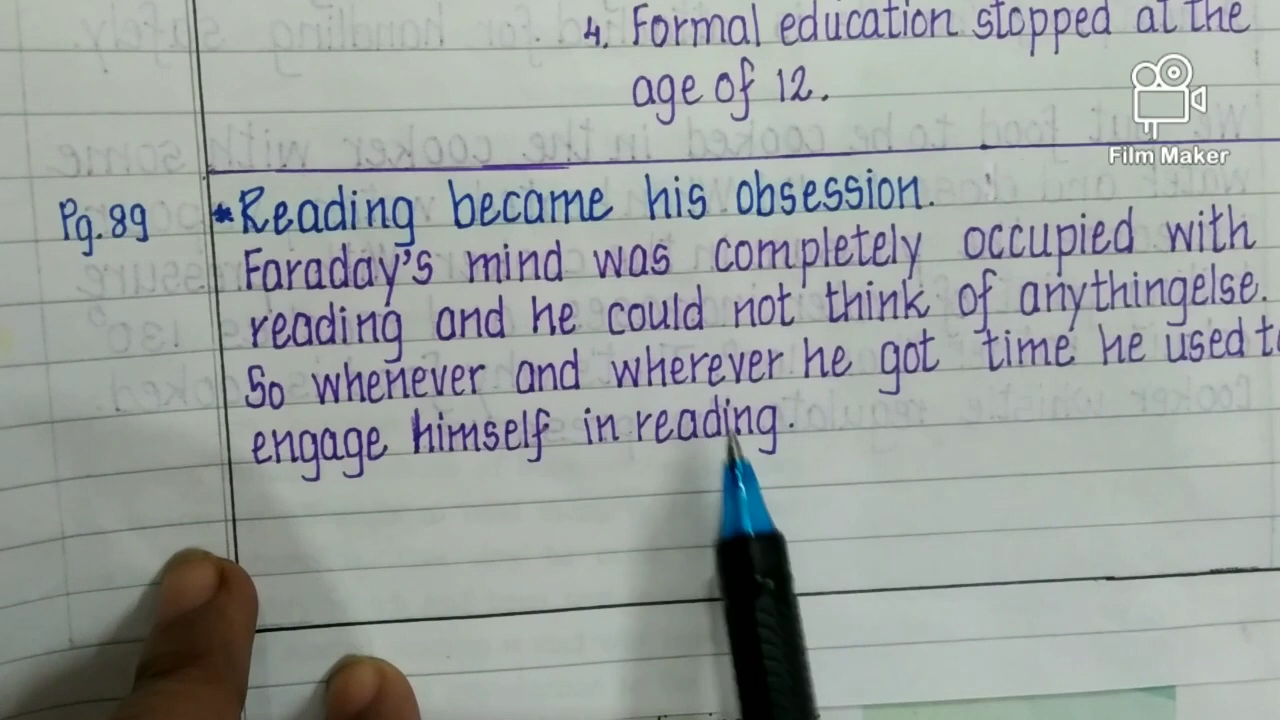 4. Formal education stopped at the
age of 12.
Film Maker
Pg. 89
* Reading became his obsession.
Faraday's mind was completely occupied with
reading and he could not think of anythingelse.
So whenever and wherever he got time he used to
engage himself in reading.